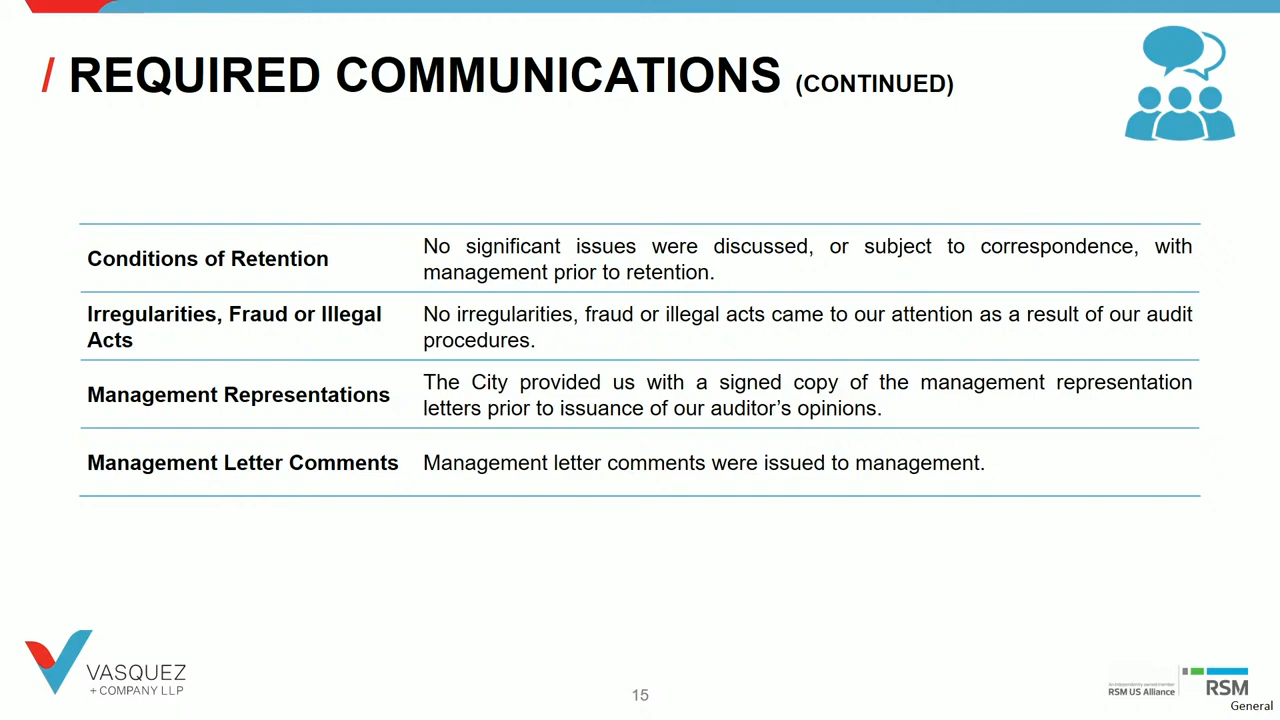 / REQUIRED COMMUNICATIONS (CONTINUED)
Conditions of Retention
No significant issues were discussed, or subject to correspondence, with
management prior to retention.
Irregularities, Fraud or Illegal
Acts
No irregularities, fraud or illegal acts came to our attention as a result of our audit
procedures.
Management Representations
The City provided us with a signed copy of the management representation
letters prior to issuance of our auditor's opinions.
Management Letter Comments
Management letter comments were issued to management.
VASQUEZ
+ COMPANY LLP
15
An independently owned member
RSM US Alliance
RSM
General